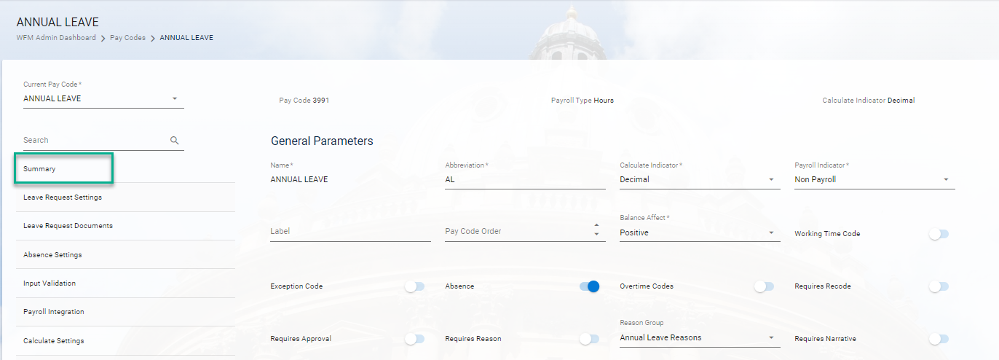 ANNUAL LEAVE
WFM Admin Dashboard > Pay Codes > ANNUAL LEAVE
Current Pay Code *
ANNUAL LEAVE
Pay Code 3991
Payroll Type Hours
Calculate Indicator Decimal
Search
Summary
Leave Request Settings
Leave Request Documents
Absence Settings
Input Validation
Payroll Integration
Calculate Settings
General Parameters
Name *
ANNUAL LEAVE
Abbreviation *
AL
Calculate Indicator *
Decimal
Payroll Indicator *
Non Payroll
Label
Pay Code Order
Balance Affect *
Positive
Working Time Code
Exception Code
Absence
Overtime Codes
Requires Recode
Requires Approval
Requires Reason
Reason Group
Annual Leave Reasons
Requires Narrative